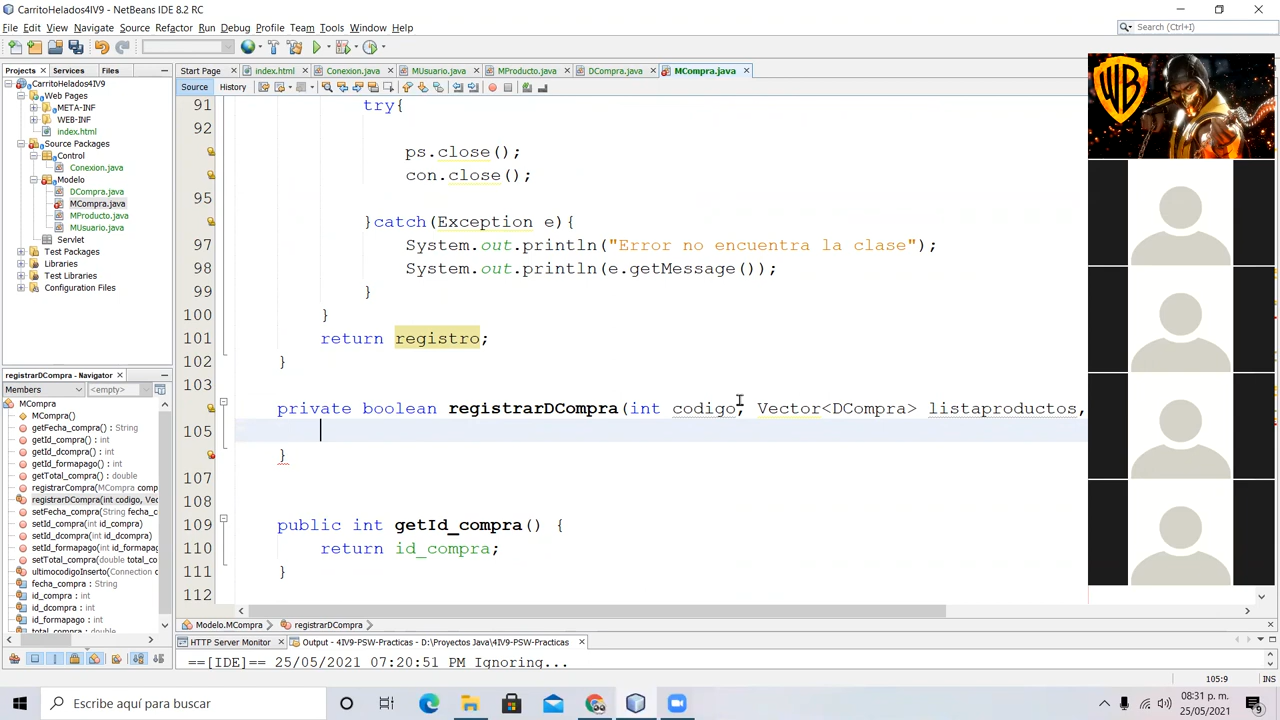 CarritoHelados4IV9 - NetBeans IDE 8.2 RC
File Edit View Navigate Source Refactor Run Debug Profile Team Tools Window Help
Search (Ctrl+I)
Projects Services Files
Start Page index.html Conexion.java MUsuario.java MProducto.java DCompra.java MCompra.java
Source History
CarritoHelados4IV9
Web Pages
META-INF
WEB-INF
index.html
Source Packages
Control
Conexion.java
Modelo
DCompra.java
MCompra.java
MProducto.java
MUsuario.java
Servlet
Test Packages
Libraries
Test Libraries
Configuration Files
91 try{
92
ps.close();
con.close();
95
}catch(Exception e){
97 System.out.println("Error no encuentra la clase");
98 System.out.println(e.getMessage());
99 }
100 }
101 return registro;
102 }
103
private boolean registrarDCompra(int codigo, Vector<DCompra> listaproductos,
105
}
107
108
109 public int getId_compra() {
110 return id_compra;
111 }
112
registrarDCompra - Navigator
Members <empty>
MCompra
MCompra()
getFecha_compra() : String
getId_compra() : int
getId_dcompra() : int
getId_formapago() : int
getTotal_compra() : double
registrarCompra(MCompra comp
registrarDCompra(int codigo, Vec
setFecha_compra(String fecha_c
setId_compra(int id_compra)
setId_dcompra(int id_dcompra)
setId_formapago(int id_formap
setTotal_compra(double total_co
ultimocodigoInserto(Connection c
fecha_compra : String
id_compra : int
id_dcompra : int
id_formapago : int
total_compra : double
Modelo.MCompra registrarDCompra
HTTP Server Monitor Output - 4IV9-PSW-Practicas - D:\Proyectos Java\4IV9-PSW-Practicas
==[IDE]== 25/05/2021 07:20:51 PM Ignoring...
105:9
Escribe aquí para buscar
08:31 p. m.
25/05/2021
9
WB